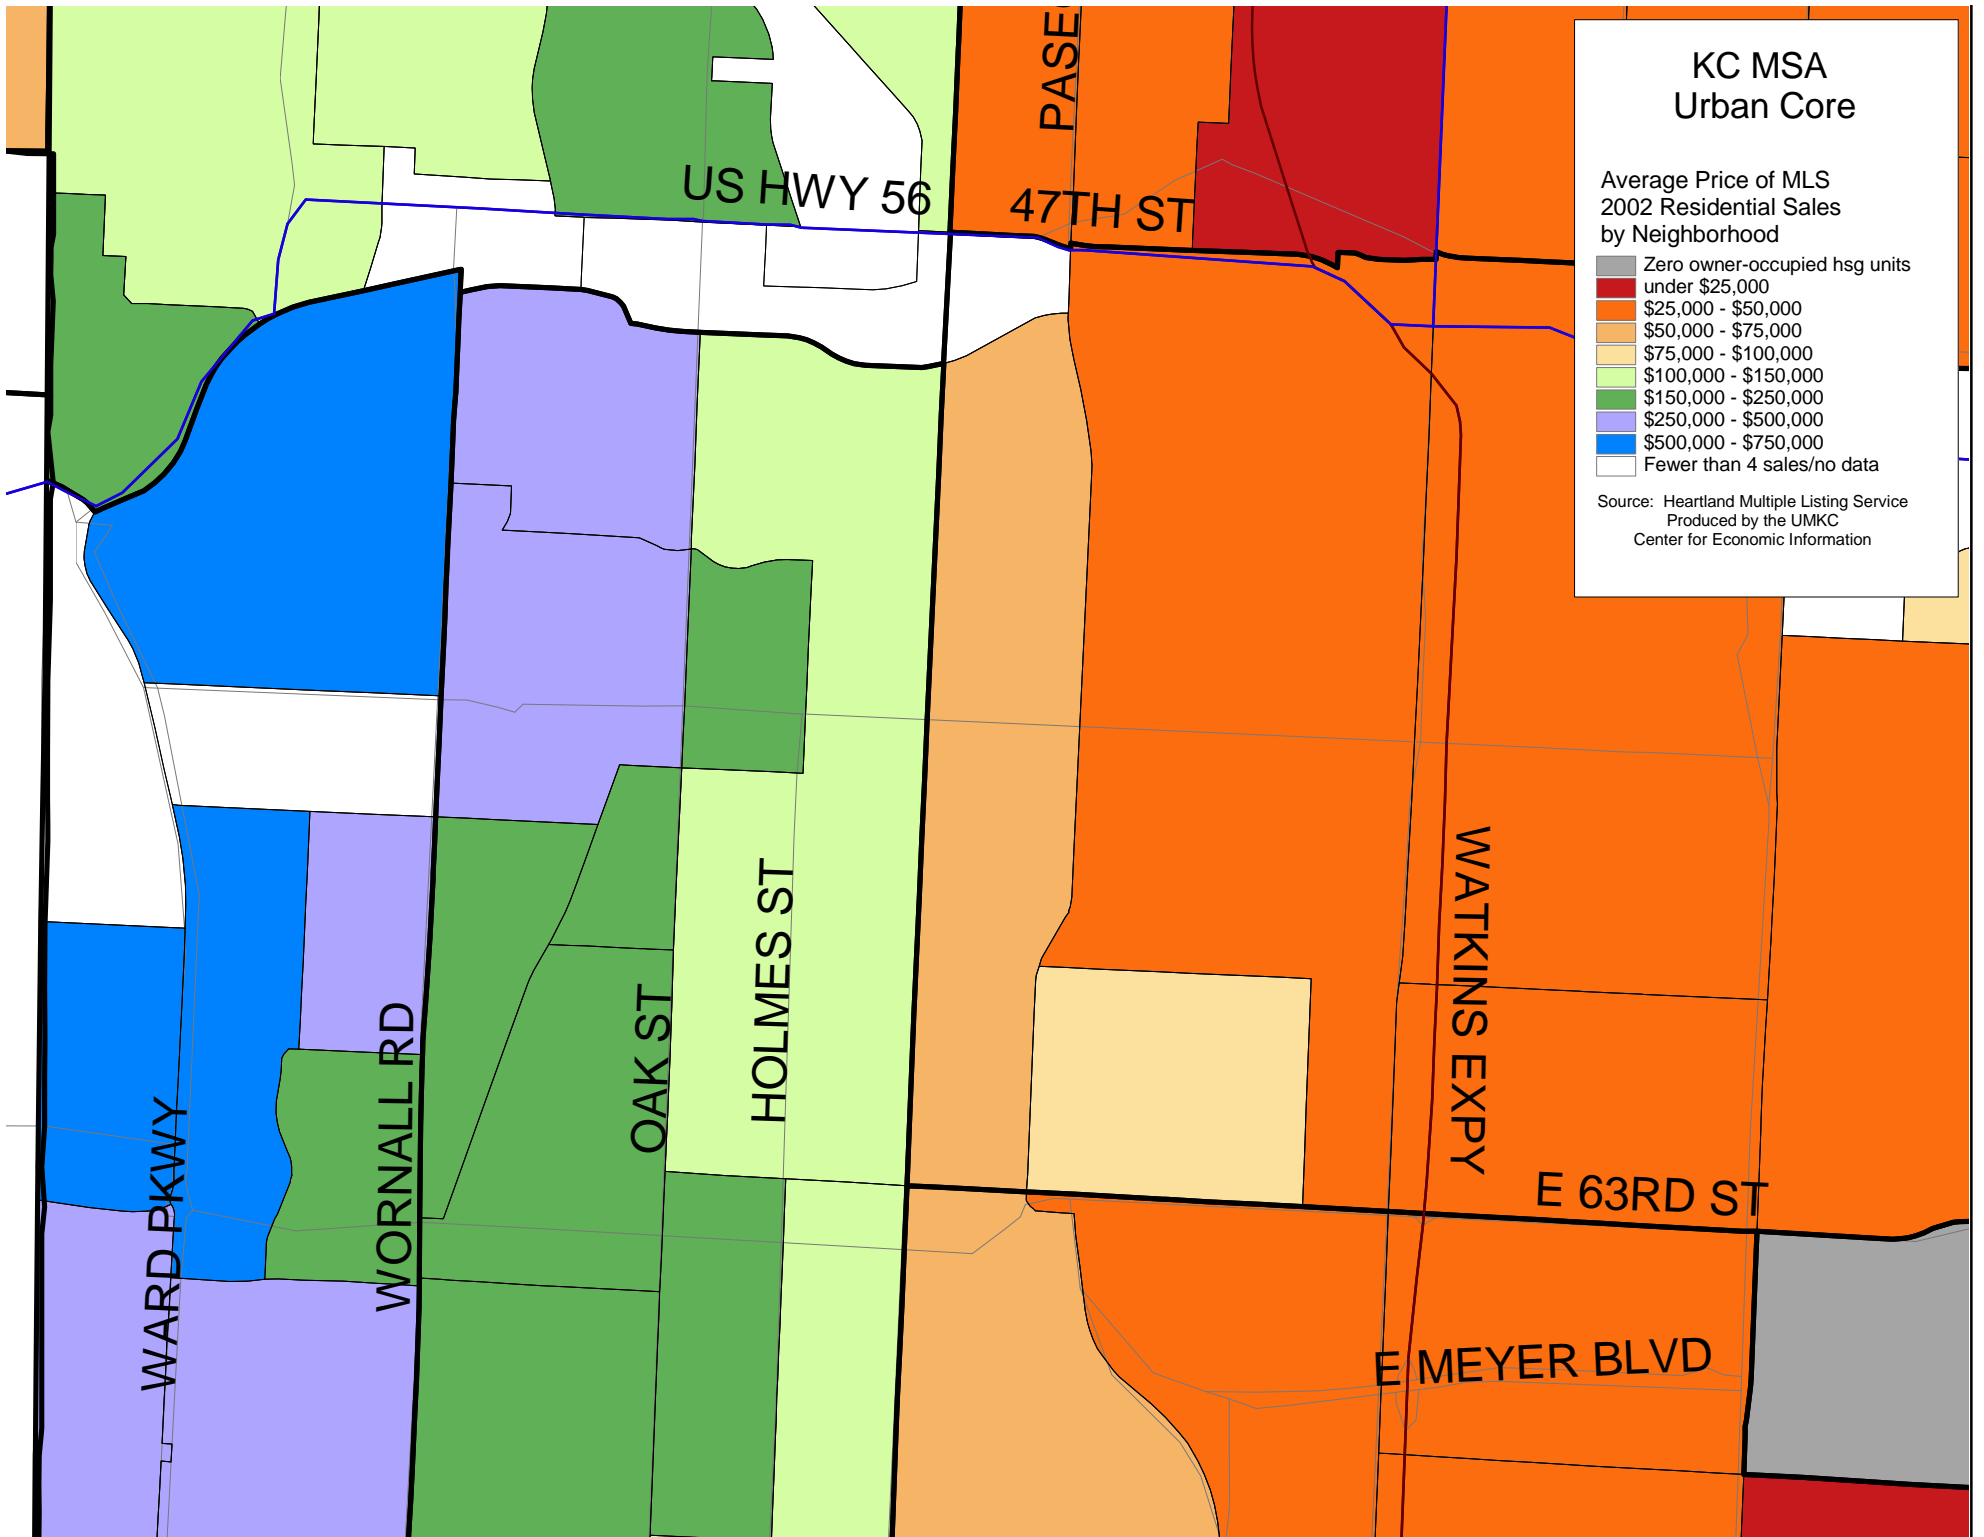 KC MSA
Urban Core
Average Price of MLS
2002 Residential Sales
by Neighborhood
Zero owner-occupied hsg units
under $25,000
$25,000 - $50,000
$50,000 - $75,000
$75,000 - $100,000
$100,000 - $150,000
$150,000 - $250,000
$250,000 - $500,000
$500,000 - $750,000
Fewer than 4 sales/no data
Source: Heartland Multiple Listing Service
Produced by the UMKC
Center for Economic Information
PASEO
US HWY 56
47TH ST
WATKINS EXPY
HOLMES ST
OAK ST
WORNALL RD
WARD PKWY
E 63RD ST
E MEYER BLVD